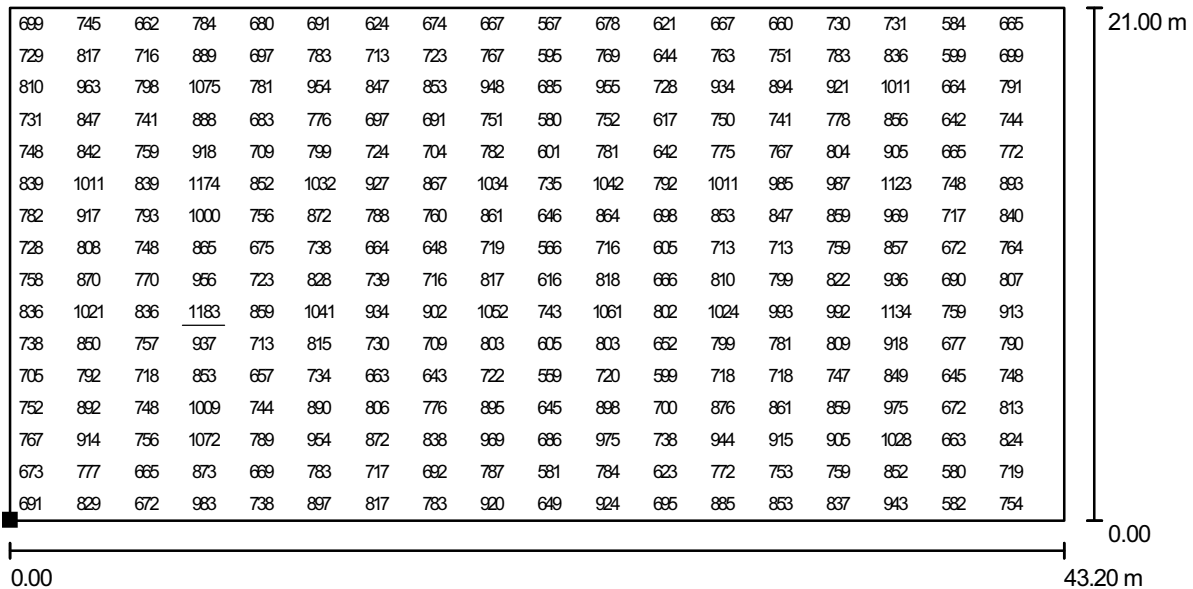 699 745 662 784 680 691 624 674 667 567 678 621 667 660 730 731 584 665 21.00 m
729 817 716 889 697 783 713 723 767 595 769 644 763 751 783 836 599 699
810 963 798 1075 781 954 847 853 948 685 955 728 934 894 921 1011 664 791
731 847 741 888 683 776 697 691 751 580 752 617 750 741 778 856 642 744
748 842 759 918 709 799 724 704 782 601 781 642 775 767 804 905 665 772
839 1011 839 1174 852 1032 927 867 1034 735 1042 792 1011 985 987 1123 748 893
782 917 793 1000 756 872 788 760 861 646 864 698 853 847 859 969 717 840
728 808 748 865 675 738 664 648 719 566 716 605 713 713 759 857 672 764
758 870 770 956 723 828 739 716 817 616 818 666 810 799 822 936 690 807
836 1021 836 1183 859 1041 934 902 1052 743 1061 802 1024 993 992 1134 759 913
738 850 757 937 713 815 730 709 803 605 803 652 799 781 809 918 677 790
705 792 718 853 657 734 663 643 722 559 720 599 718 718 747 849 645 748
752 892 748 1009 744 890 806 776 895 645 898 700 876 861 859 975 672 813
767 914 756 1072 789 954 872 838 969 686 975 738 944 915 905 1028 663 824
673 777 665 873 669 783 717 692 787 581 784 623 772 753 759 852 580 719
691 829 672 983 738 897 817 783 920 649 924 695 885 853 837 943 582 754
0.00
0.00 43.20 m